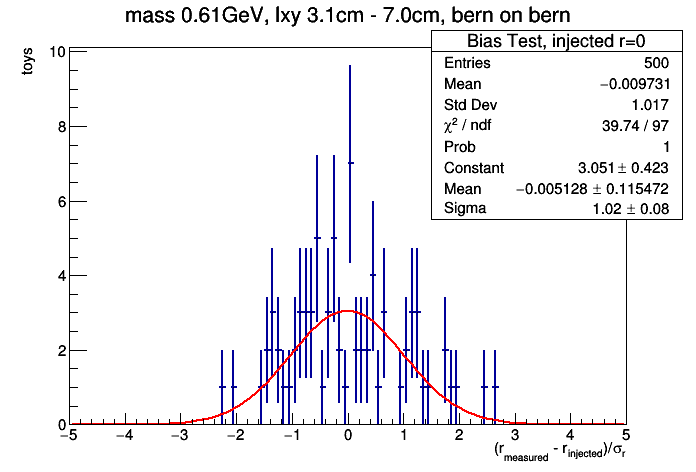 mass 0.61GeV, lxy 3.1cm - 7.0cm, bern on bern
Bias Test, injected r=0
Entries 500
Mean −0.009731
Std Dev 1.017
χ² / ndf 39.74 / 97
Prob 1
Constant 3.051 ± 0.423
Mean −0.005128 ± 0.115472
Sigma 1.02 ± 0.08
toys
10
8
6
4
2
0
−5 −4 −3 −2 −1 0 1 2 3 4 5
(r_measured - r_injected)/σ_r